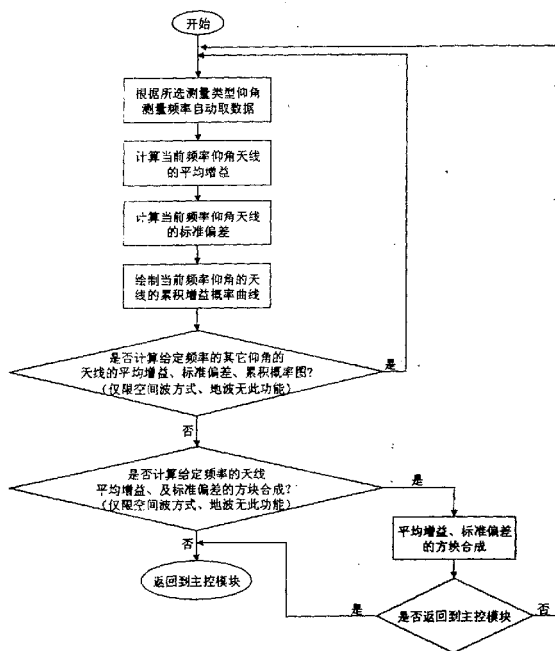 开始
根据所选测量类型仰角
测量频率自动取数据
计算当前频率仰角天线
的平均增益
计算当前频率仰角天线
的标准偏差
绘制当前频率仰角的天
线的累积增益概率曲线
是否计算给定频率的其它仰角的
天线的平均增益、标准偏差、累积概率图?
(仅限空间波方式、地波无此功能)
是
否
是否计算给定频率的天线
平均增益、及标准偏差的方块合成?
(仅限空间波方式、地波无此功能)
是
否
平均增益、标准偏差
的方块合成
返回到主控模块
是
是否返回到主控模块
否